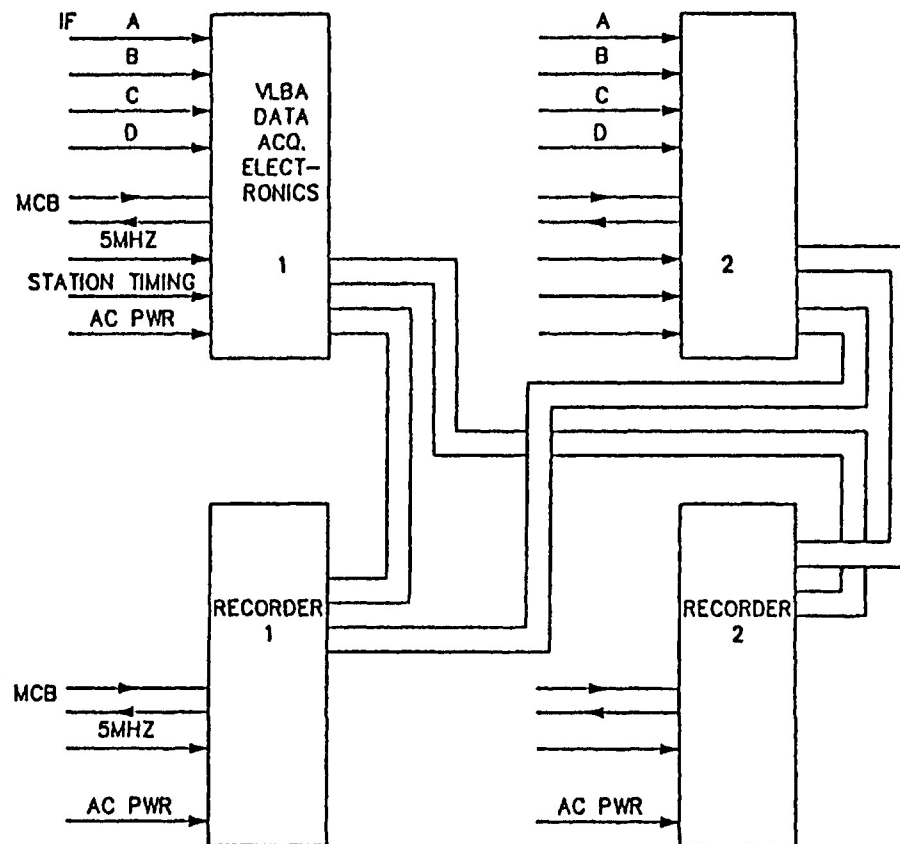 IF A
B
C
D
MCB
5MHZ
STATION TIMING
AC PWR
VLBA
DATA
ACQ.
ELECT-
RONICS
1
A
B
C
D
2
RECORDER
1
MCB
5MHZ
AC PWR
RECORDER
2
AC PWR